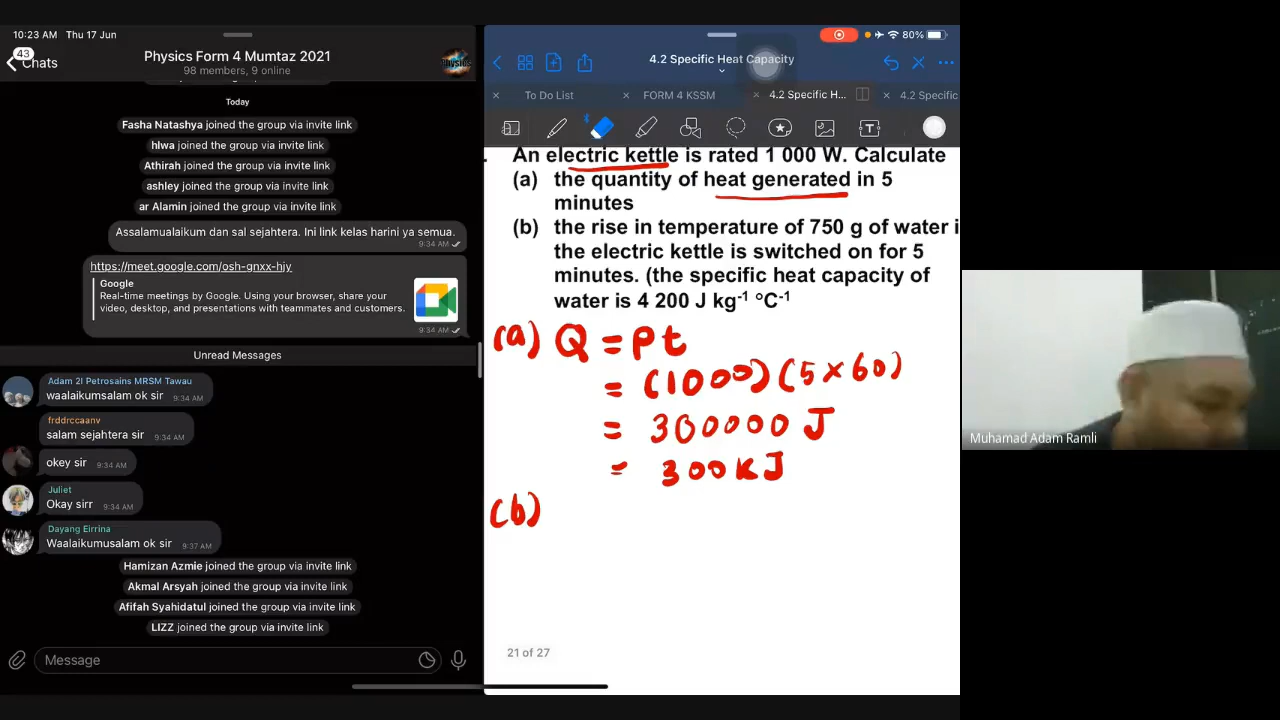 10:23 AM Thu 17 Jun
43
Chats
Physics Form 4 Mumtaz 2021
98 members, 9 online
Today
Fasha Natashya joined the group via invite link
hlwa joined the group via invite link
Athirah joined the group via invite link
ashley joined the group via invite link
ar Alamin joined the group via invite link
Assalamualaikum dan sal sejahtera. Ini link kelas harini ya semua.
9:34 AM
https://meet.google.com/osh-gnxx-hjy
Google
Real-time meetings by Google. Using your browser, share your
video, desktop, and presentations with teammates and customers.
9:34 AM
Unread Messages
Adam 2I Petrosains MRSM Tawau
waalaikumsalam ok sir 9:34 AM
frddrccaanv
salam sejahtera sir 9:34 AM
okey sir 9:34 AM
Juliet
Okay sirr 9:34 AM
Dayang Eirrina
Waalaikumusalam ok sir 9:37 AM
Hamizan Azmie joined the group via invite link
Akmal Arsyah joined the group via invite link
Afifah Syahidatul joined the group via invite link
LIZZ joined the group via invite link
Message
80%
4.2 Specific Heat Capacity
To Do List
FORM 4 KSSM
4.2 Specific H...
4.2 Specific
An electric kettle is rated 1 000 W. Calculate
(a) the quantity of heat generated in 5
minutes
(b) the rise in temperature of 750 g of water i
the electric kettle is switched on for 5
minutes. (the specific heat capacity of
water is 4 200 J kg⁻¹ °C⁻¹
(a) Q = Pt
= (1000)(5×60)
= 300000 J
= 300KJ
(b)
21 of 27
Muhamad Adam Ramli